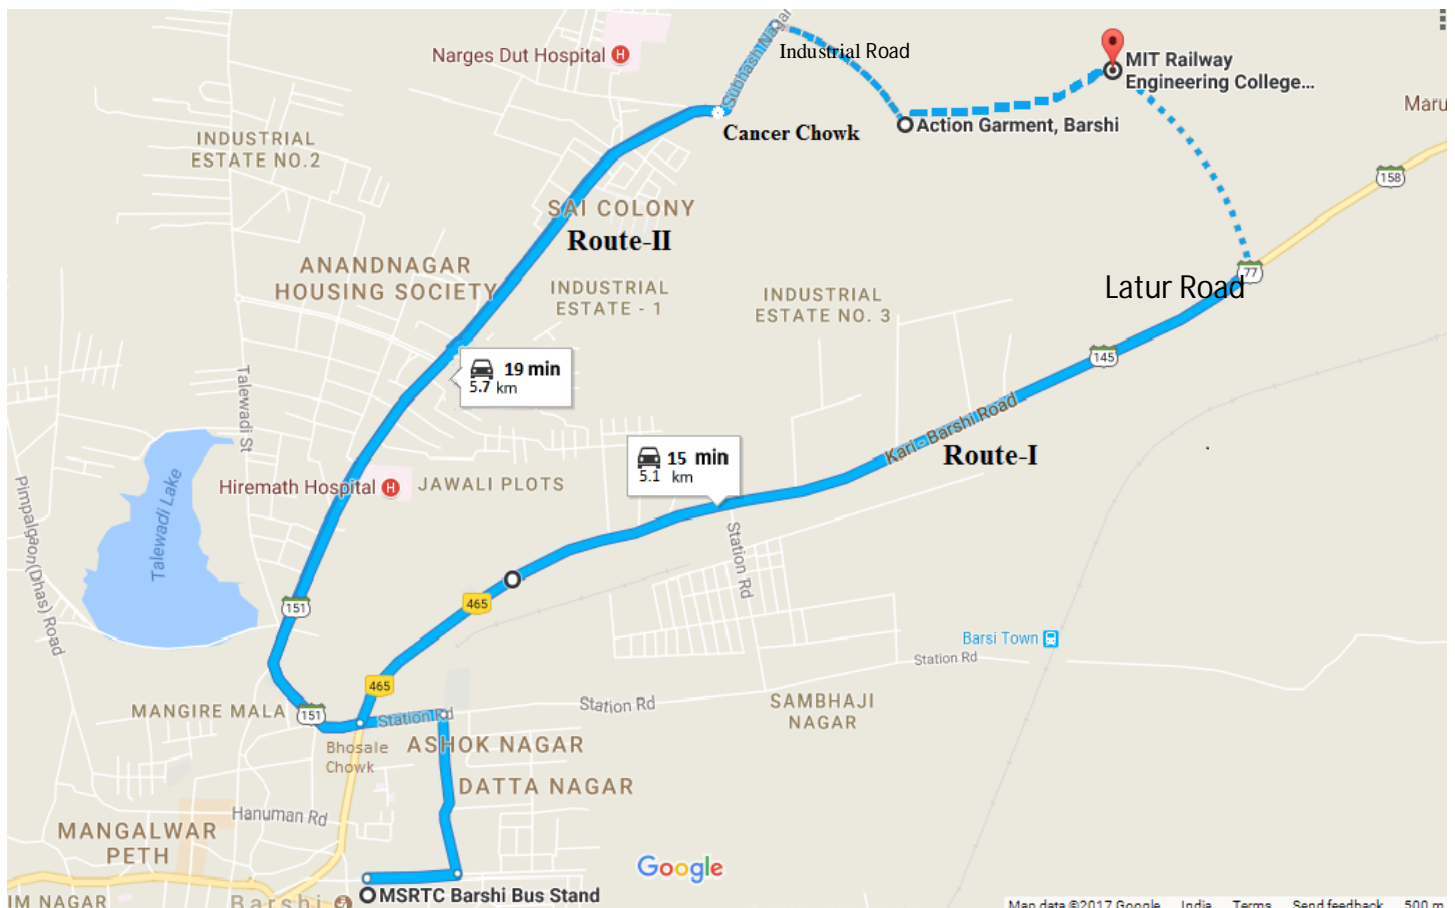 Narges Dut Hospital
H
Subhash Nagar
Industrial Road
MIT Railway
Engineering College...
Maru
INDUSTRIAL
ESTATE NO.2
Cancer Chowk
Action Garment, Barshi
158
SAI COLONY
Route-II
ANANDNAGAR
HOUSING SOCIETY
INDUSTRIAL
ESTATE - 1
INDUSTRIAL
ESTATE NO. 3
77
Latur Road
145
19 min
5.7 km
Talewadi St
Kari - Barshi Road
Route-I
15 min
5.1 km
Hiremath Hospital
H
JAWALI PLOTS
Talewadi Lake
Pimpalgaon(Dhas) Road
Station Rd
151
465
Barsi Town
Station Rd
465
MANGIRE MALA
151
Station Rd
Station Rd
SAMBHAJI
NAGAR
Bhosale
Chowk
ASHOK NAGAR
DATTA NAGAR
Hanuman Rd
MANGALWAR
PETH
Google
MSRTC Barshi Bus Stand
IM NAGAR
Barshi
Map data ©2017 Google India Terms Send feedback 500 m